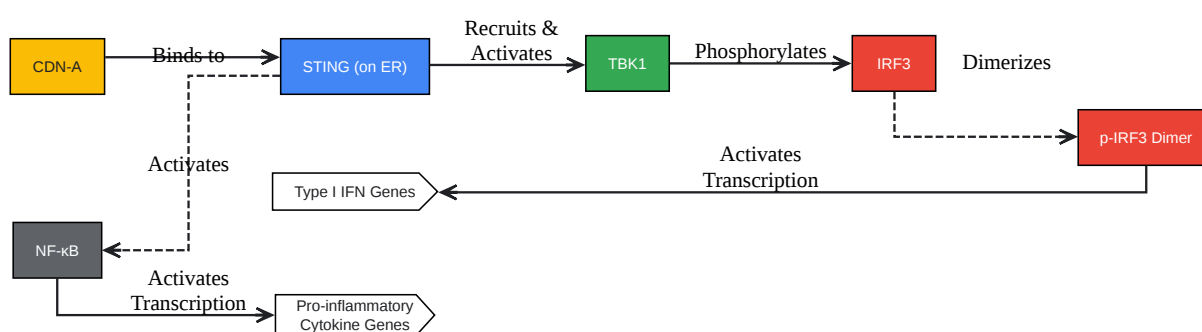 Recruits &
Activates
CDN-A
Binds to
STING (on ER)
TBK1
Phosphorylates
IRF3
Dimerizes
p-IRF3 Dimer
Activates
Activates
Transcription
Type I IFN Genes
NF-κB
Activates
Transcription
Pro-inflammatory
Cytokine Genes